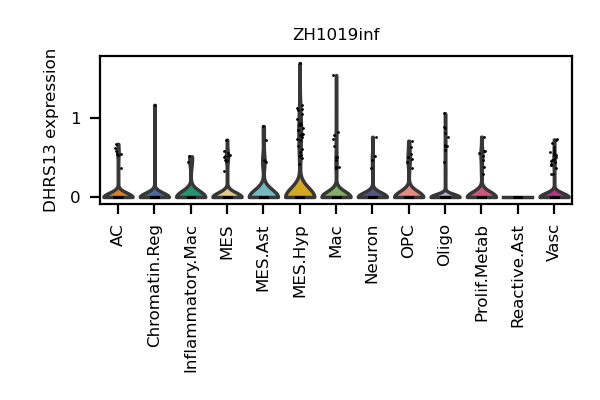 ZH1019inf
DHRS13 expression
1
0
AC
Chromatin.Reg
Inflammatory.Mac
MES
MES.Ast
MES.Hyp
Mac
Neuron
OPC
Oligo
Prolif.Metab
Reactive.Ast
Vasc